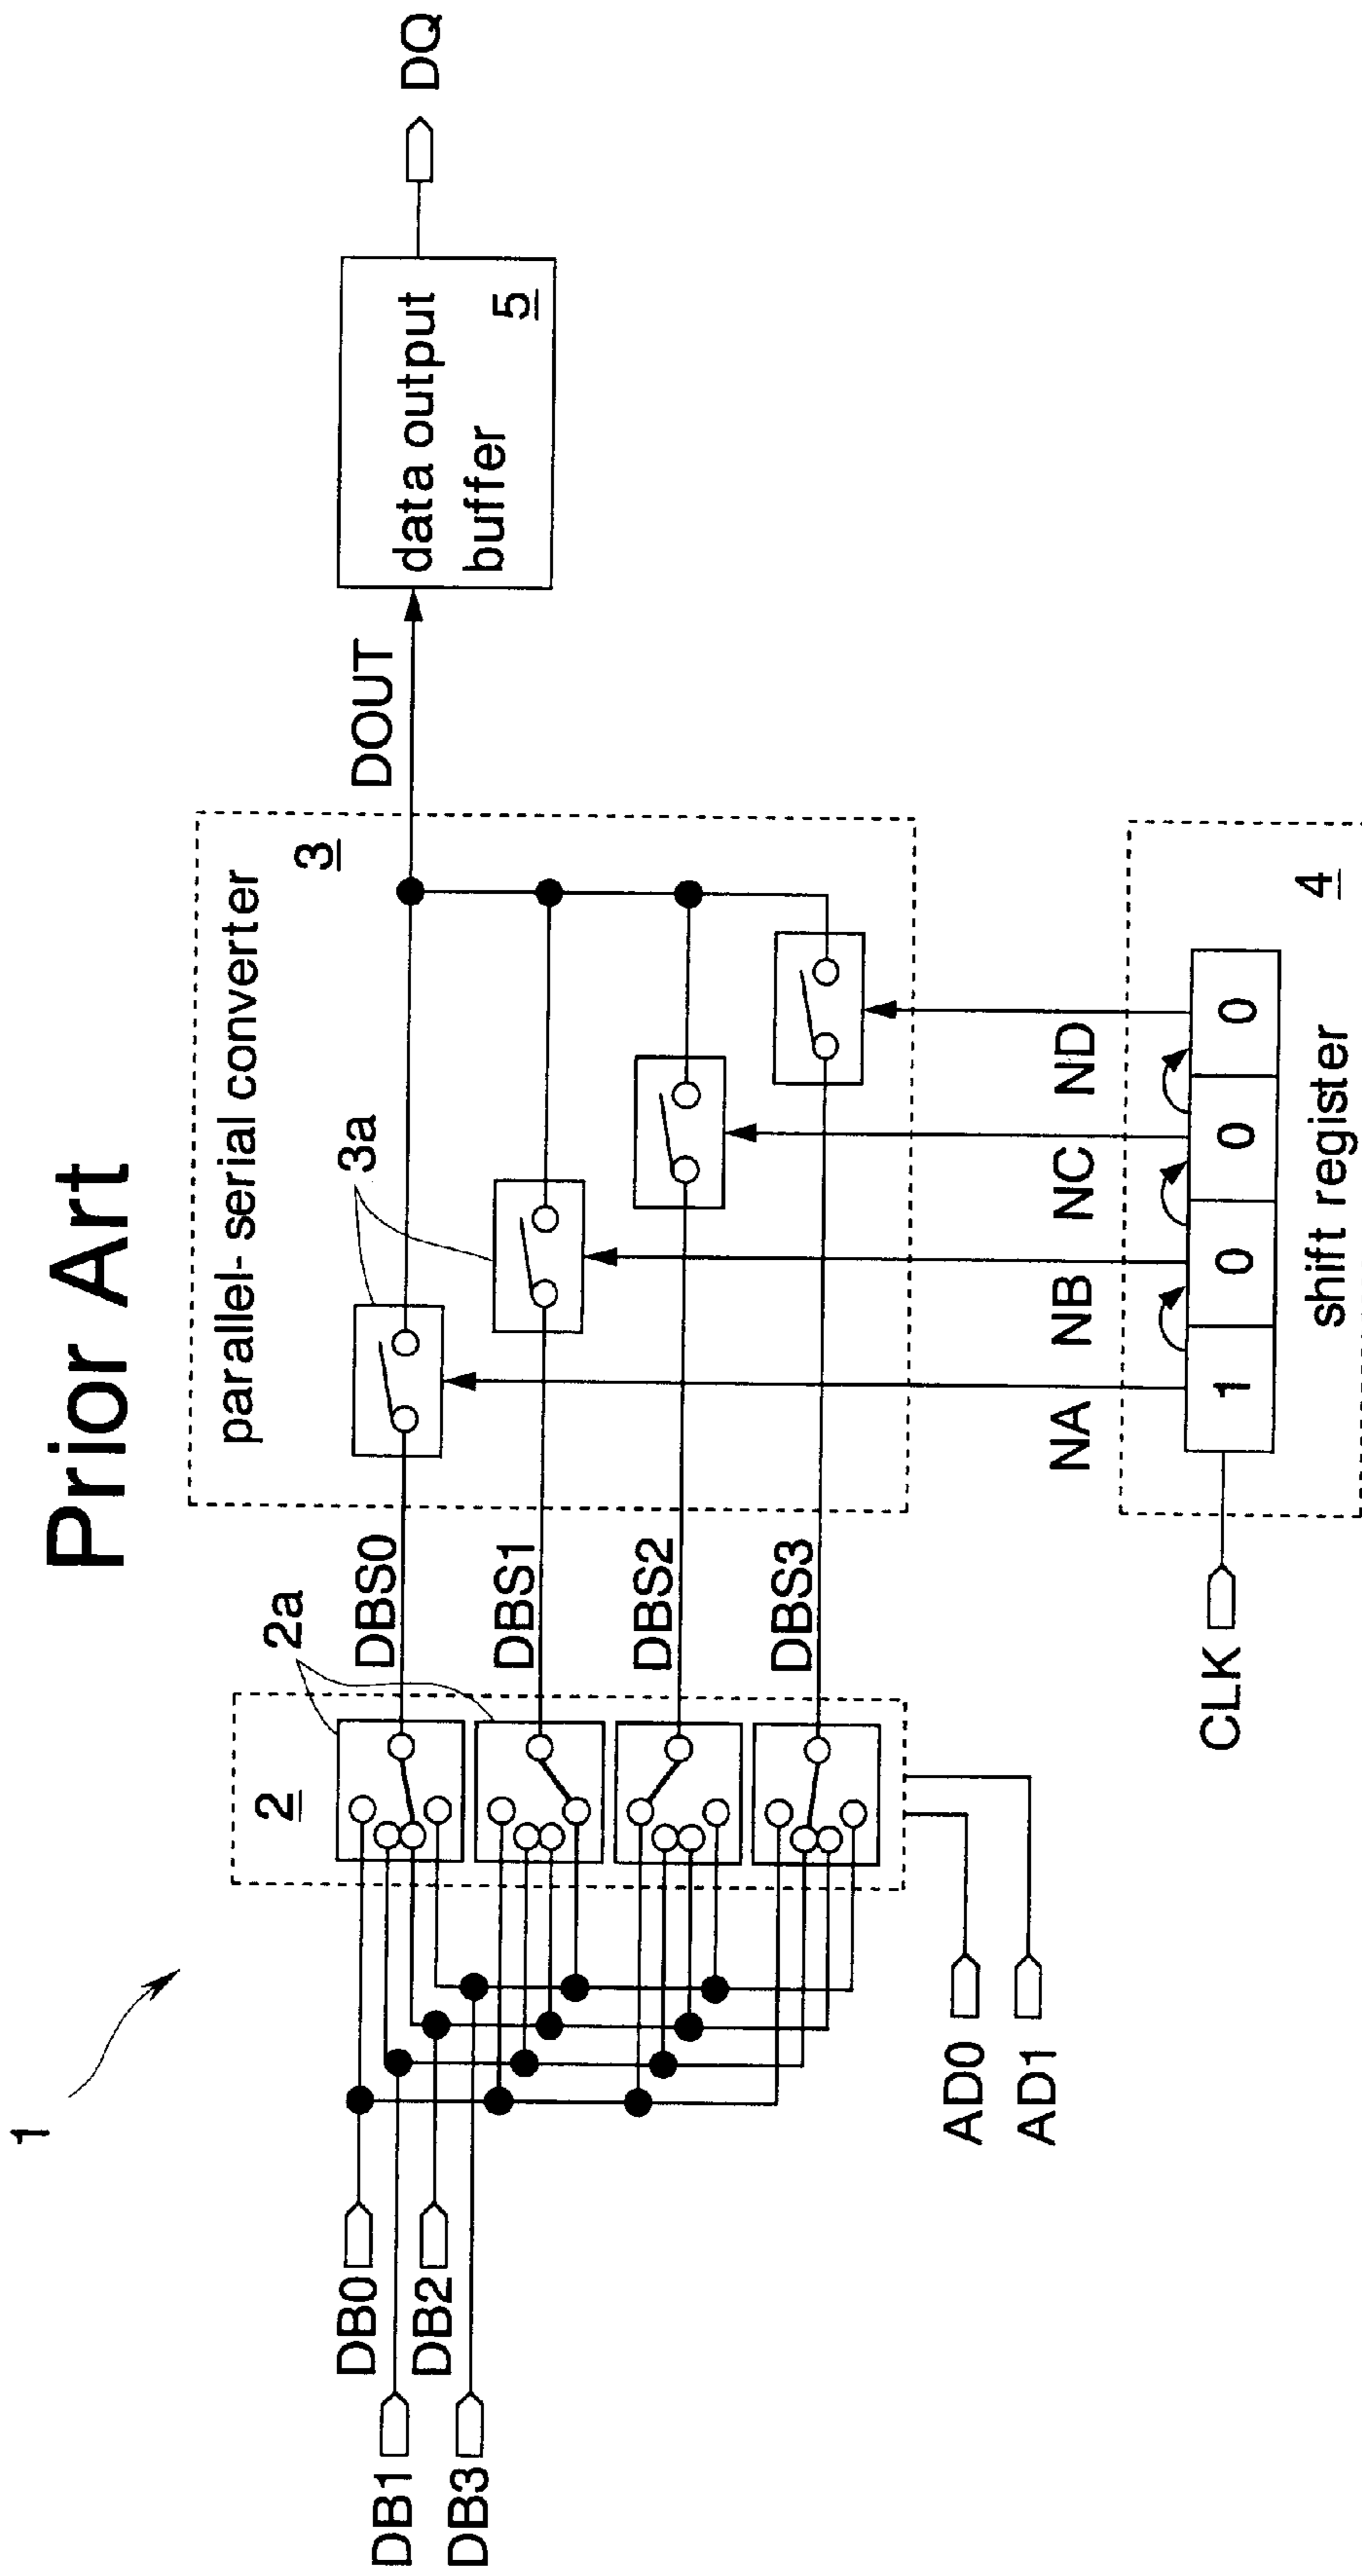 Prior Art
1
DB0
DB1
DB2
DB3
AD0
AD1
2
2a
DBS0
DBS1
DBS2
DBS3
parallel- serial converter
3
3a
DOUT
data output
buffer
5
DQ
NA
NB
NC
ND
CLK
1
0
0
0
4
shift register